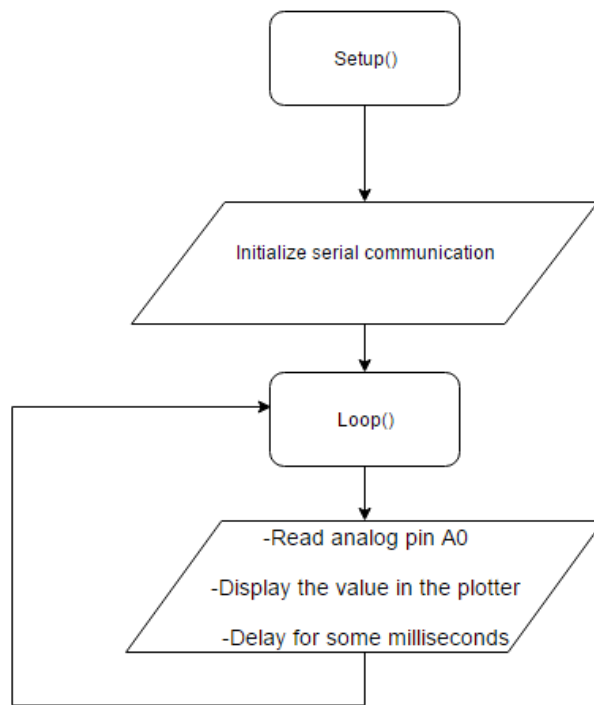 Setup()
Initialize serial communication
Loop()
-Read analog pin A0
-Display the value in the plotter
-Delay for some milliseconds